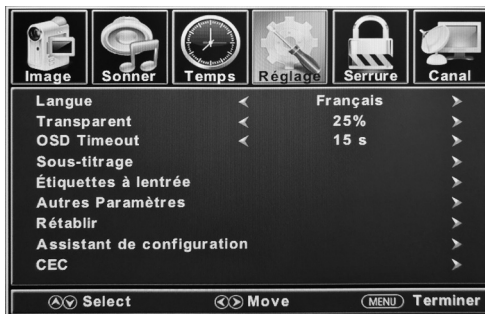 Image Sonner Temps Réglage Serrure Canal
Langue Français
Transparent 25%
OSD Timeout 15 s
Sous-titrage
Étiquettes à lentrée
Autres Paramètres
Rétablir
Assistant de configuration
CEC
Select Move MENU Terminer